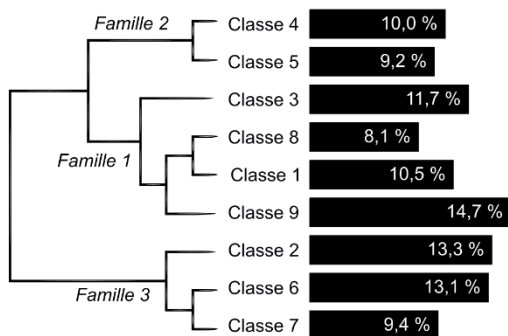 Famille 2
Classe 4 10,0 %
Classe 5 9,2 %
Classe 3 11,7 %
Classe 8 8,1 %
Famille 1
Classe 1 10,5 %
Classe 9 14,7 %
Classe 2 13,3 %
Famille 3
Classe 6 13,1 %
Classe 7 9,4 %